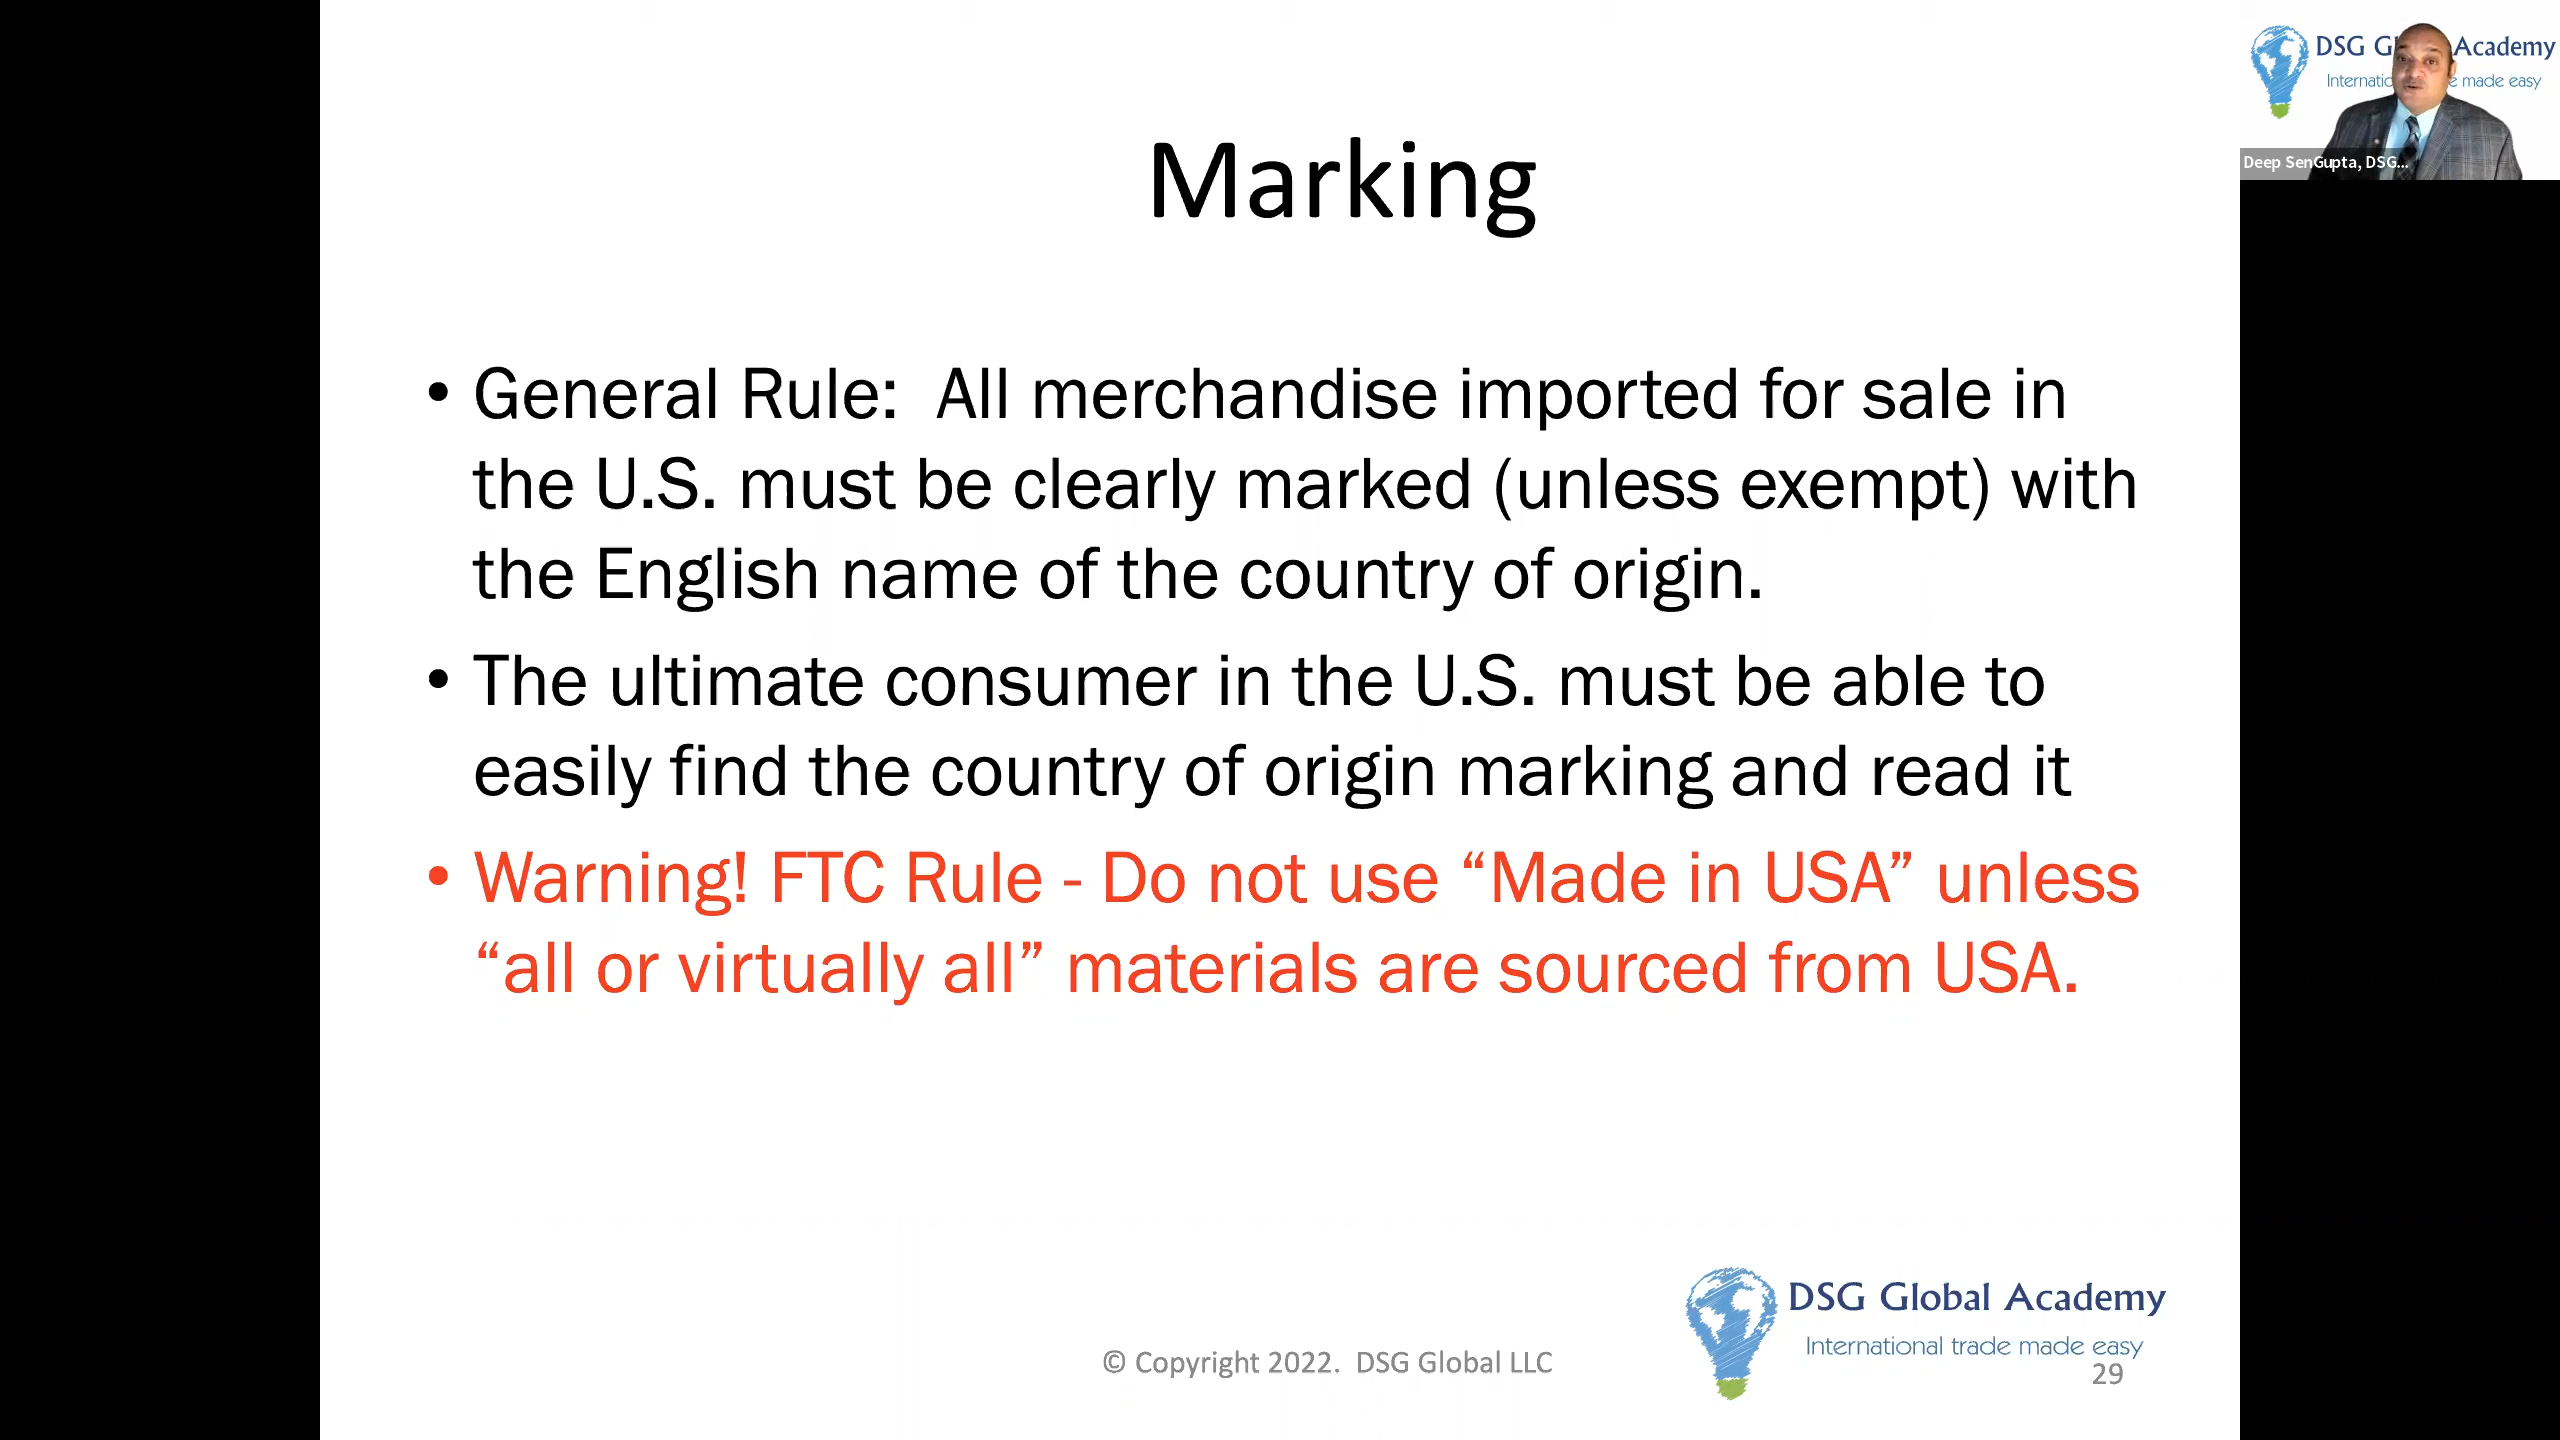 DSG G Academy
Internatio e made easy
Deep SenGupta, DSG...
Marking
• General Rule:  All merchandise imported for sale in
the U.S. must be clearly marked (unless exempt) with
the English name of the country of origin.
• The ultimate consumer in the U.S. must be able to
easily find the country of origin marking and read it
• Warning! FTC Rule - Do not use “Made in USA” unless
“all or virtually all” materials are sourced from USA.
DSG Global Academy
International trade made easy
© Copyright 2022.  DSG Global LLC
29